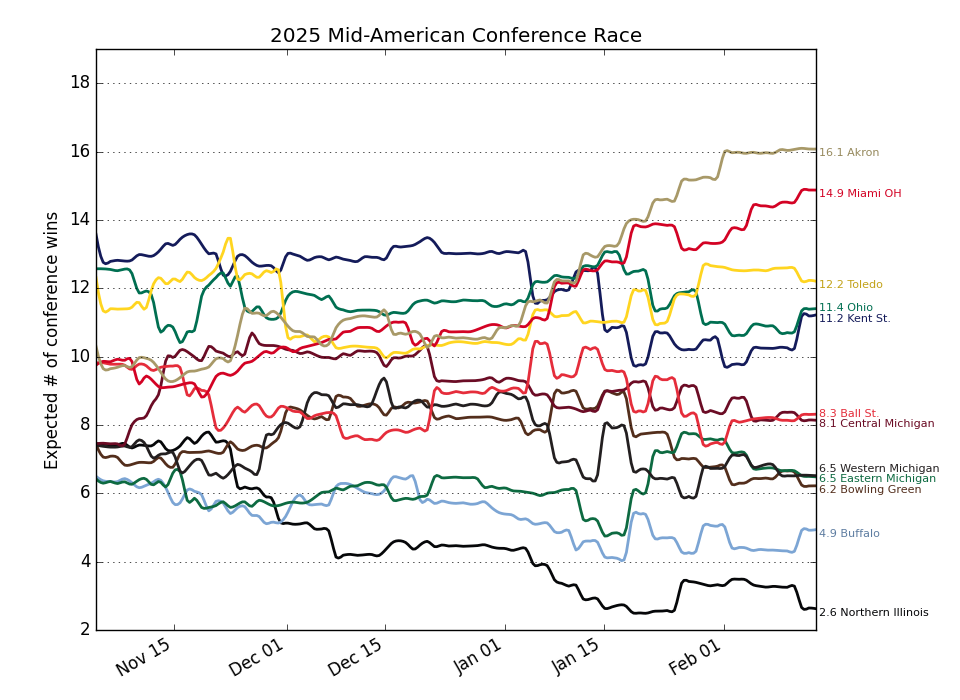 2025 Mid-American Conference Race
Expected # of conference wins
18
16
14
12
10
8
6
4
2
Nov 15
Dec 01
Dec 15
Jan 01
Jan 15
Feb 01
16.1 Akron
14.9 Miami OH
12.2 Toledo
11.4 Ohio
11.2 Kent St.
8.3 Ball St.
8.1 Central Michigan
6.5 Western Michigan
6.5 Eastern Michigan
6.2 Bowling Green
4.9 Buffalo
2.6 Northern Illinois